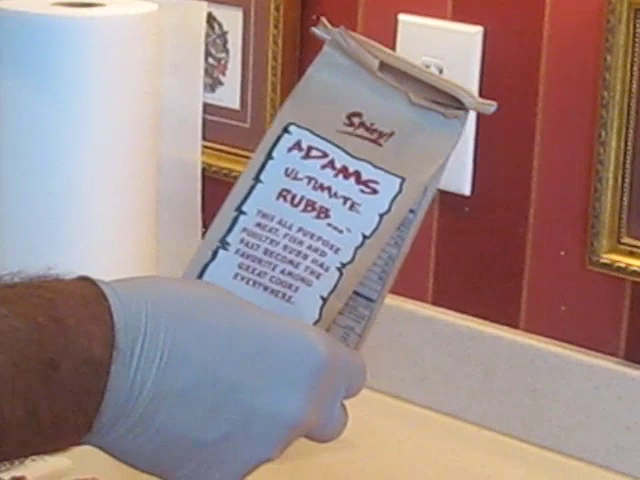 Spicy!
ADAMS
ULTIMATE
RUBB...
THIS ALL PURPOSE
MEAT, FISH AND
POULTRY RUBB HAS
FAST BECOME THE
FAVORITE AMONG
GREAT COOKS
EVERYWHERE.